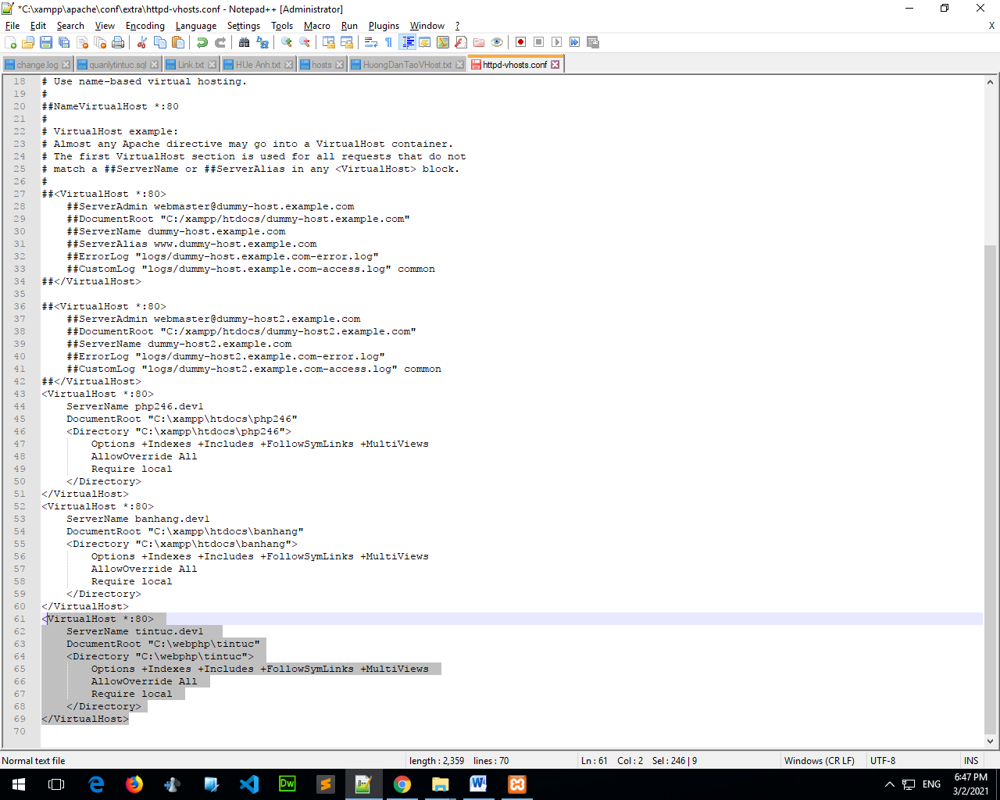 *C:\xampp\apache\conf\extra\httpd-vhosts.conf - Notepad++ [Administrator]
File Edit Search View Encoding Language Settings Tools Macro Run Plugins Window ? X
change.log quanlytintuc.sql Link.txt HUe Anh.txt hosts HuongDanTaoVHost.txt httpd-vhosts.conf
18 # Use name-based virtual hosting.
19 #
20 ##NameVirtualHost *:80
21 #
22 # VirtualHost example:
23 # Almost any Apache directive may go into a VirtualHost container.
24 # The first VirtualHost section is used for all requests that do not
25 # match a ##ServerName or ##ServerAlias in any <VirtualHost> block.
26 #
27 ##<VirtualHost *:80>
28 ##ServerAdmin webmaster@dummy-host.example.com
29 ##DocumentRoot "C:/xampp/htdocs/dummy-host.example.com"
30 ##ServerName dummy-host.example.com
31 ##ServerAlias www.dummy-host.example.com
32 ##ErrorLog "logs/dummy-host.example.com-error.log"
33 ##CustomLog "logs/dummy-host.example.com-access.log" common
34 ##</VirtualHost>
35
36 ##<VirtualHost *:80>
37 ##ServerAdmin webmaster@dummy-host2.example.com
38 ##DocumentRoot "C:/xampp/htdocs/dummy-host2.example.com"
39 ##ServerName dummy-host2.example.com
40 ##ErrorLog "logs/dummy-host2.example.com-error.log"
41 ##CustomLog "logs/dummy-host2.example.com-access.log" common
42 ##</VirtualHost>
43 <VirtualHost *:80>
44 ServerName php246.devl
45 DocumentRoot "C:\xampp\htdocs\php246"
46 <Directory "C:\xampp\htdocs\php246">
47 Options +Indexes +Includes +FollowSymLinks +MultiViews
48 AllowOverride All
49 Require local
50 </Directory>
51 </VirtualHost>
52 <VirtualHost *:80>
53 ServerName banhang.devl
54 DocumentRoot "C:\xampp\htdocs\banhang"
55 <Directory "C:\xampp\htdocs\banhang">
56 Options +Indexes +Includes +FollowSymLinks +MultiViews
57 AllowOverride All
58 Require local
59 </Directory>
60 </VirtualHost>
61 <VirtualHost *:80>
62 ServerName tintuc.devl
63 DocumentRoot "C:\webphp\tintuc"
64 <Directory "C:\webphp\tintuc">
65 Options +Indexes +Includes +FollowSymLinks +MultiViews
66 AllowOverride All
67 Require local
68 </Directory>
69 </VirtualHost>
70
Normal text file length : 2,359 lines : 70 Ln : 61 Col : 2 Sel : 246 | 9 Windows (CR LF) UTF-8 INS
ENG
6:47 PM
3/2/2021